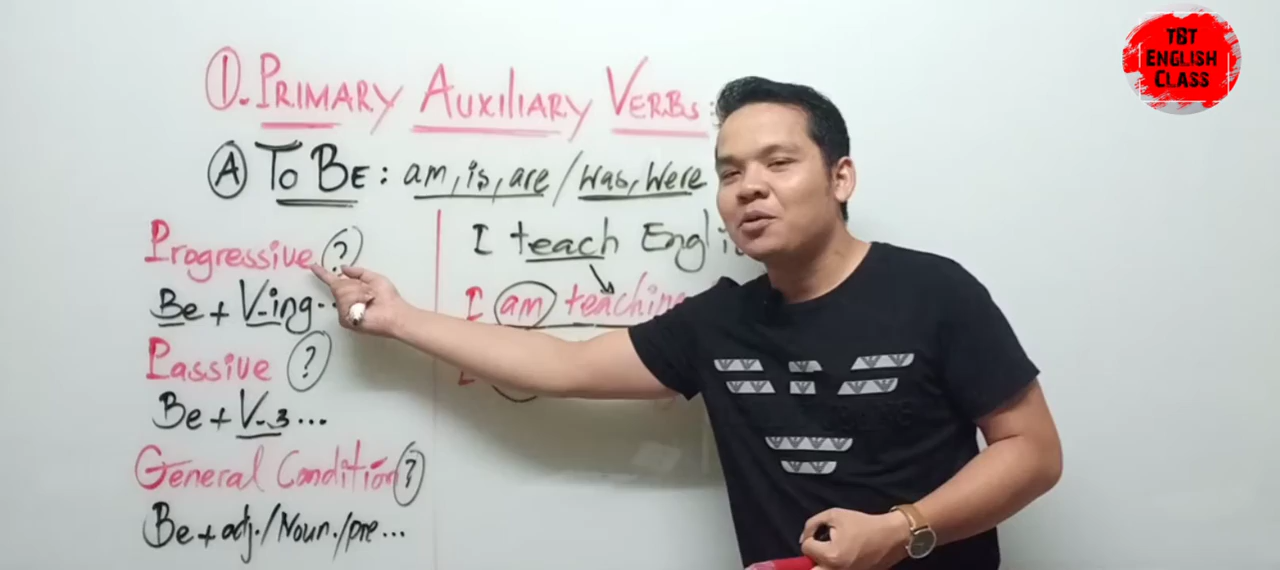 ①. PRIMARY AUXILIARY VERBS:
Ⓐ TO BE: am, is, are / was, were
Progressive ?
Be + V-ing..
Passive ?
Be + V-3...
General Condition ?
Be + adj./Noun./pre...
I teach
I am teaching
TBT
ENGLISH
CLASS